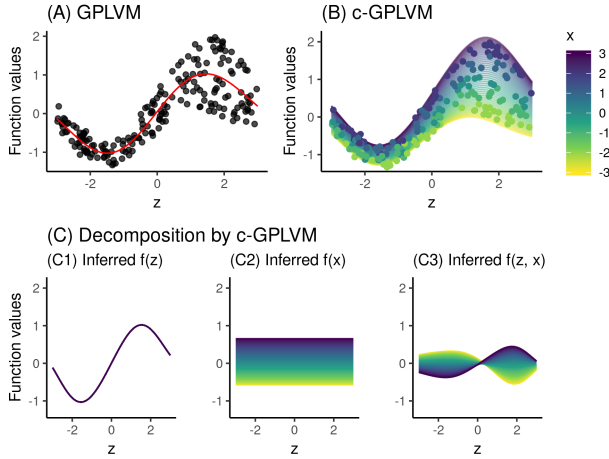 (A) GPLVM
(B) c-GPLVM
Function values
2
1
0
-1
-2
0
2
z
Function values
2
1
0
-1
-2
0
2
z
x
3
2
1
0
-1
-2
-3
(C) Decomposition by c-GPLVM
(C1) Inferred f(z)
(C2) Inferred f(x)
(C3) Inferred f(z, x)
Function values
2
1
0
-1
-2
0
2
z
2
1
0
-1
-2
0
2
z
2
1
0
-1
-2
0
2
z